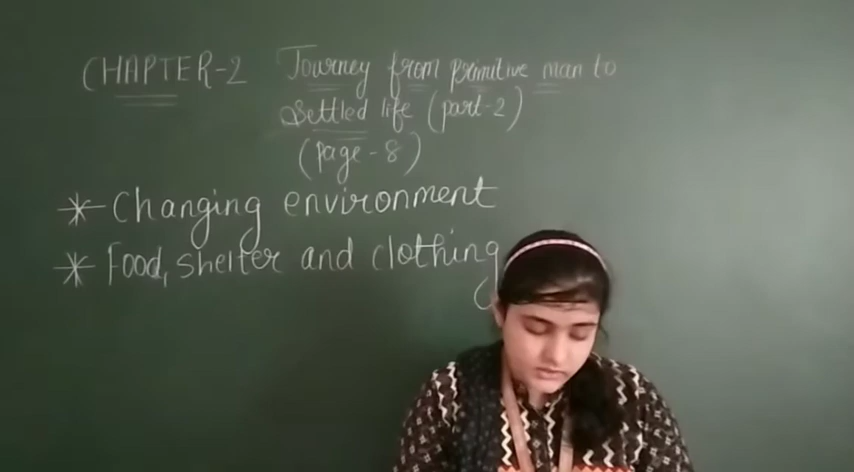 CHAPTER-2 Journey from primitive man to
Settled life (part-2)
(page-8)
* Changing environment
* Food, shelter and clothing